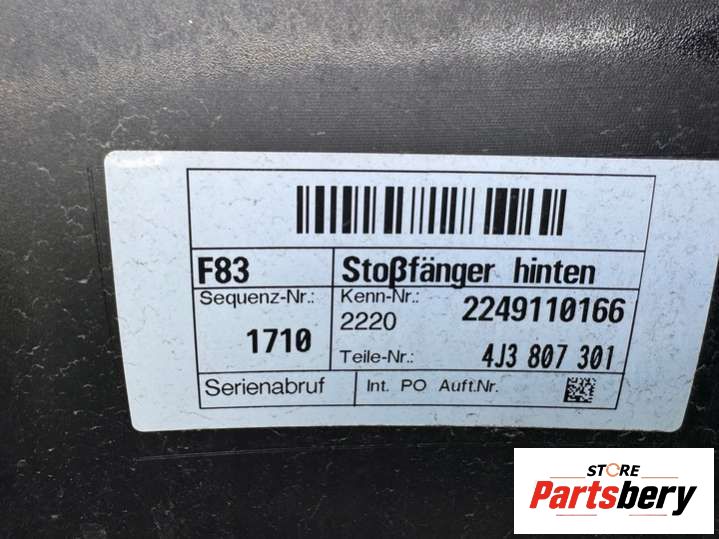 F83 Stoßfänger hinten
Sequenz-Nr.: Kenn-Nr.: 2249110166
1710 2220
Teile-Nr.: 4J3 807 301
Serienabruf Int. PO Auft.Nr.
STORE
Partsbery